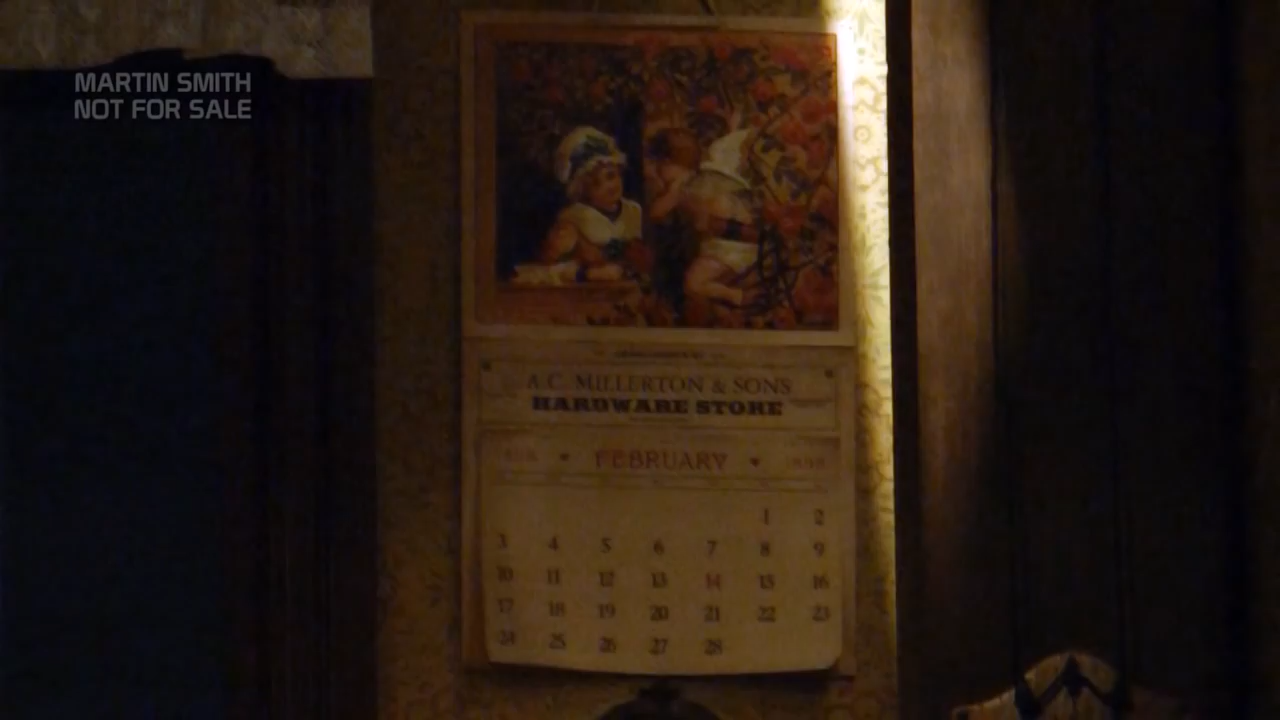 MARTIN SMITH
NOT FOR SALE
A.C. MILLERTON & SONS
HARDWARE STORE
FEBRUARY
1 2
3 4 5 6 7 8 9
10 11 12 13 14 15 16
17 18 19 20 21 22 23
24 25 26 27 28